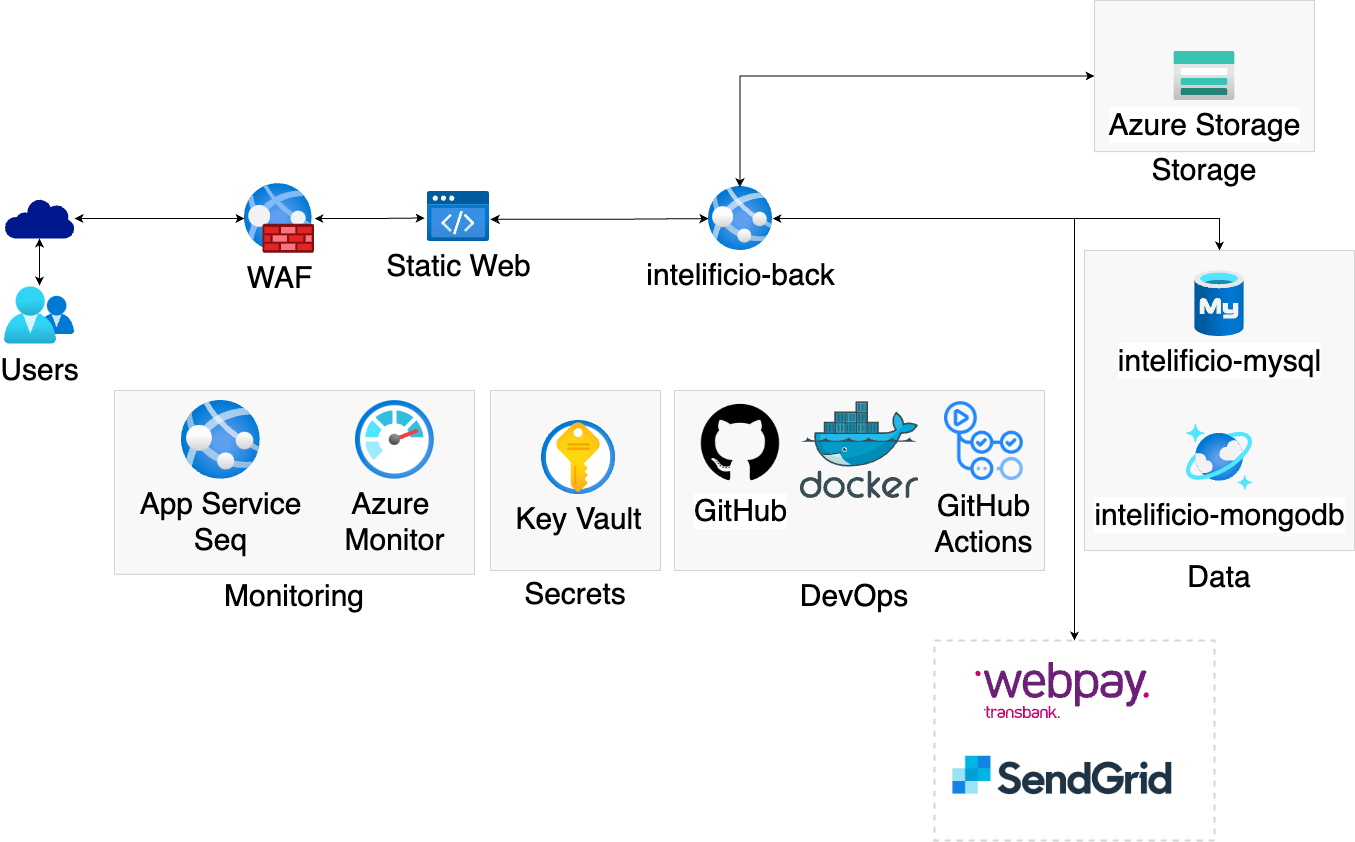 Azure Storage
Storage
WAF
Static Web
intelificio-back
Users
My
intelificio-mysql
App Service
Seq
Azure
Monitor
Monitoring
Key Vault
Secrets
GitHub
docker
GitHub
Actions
DevOps
intelificio-mongodb
Data
webpay.
transbank.
SendGrid